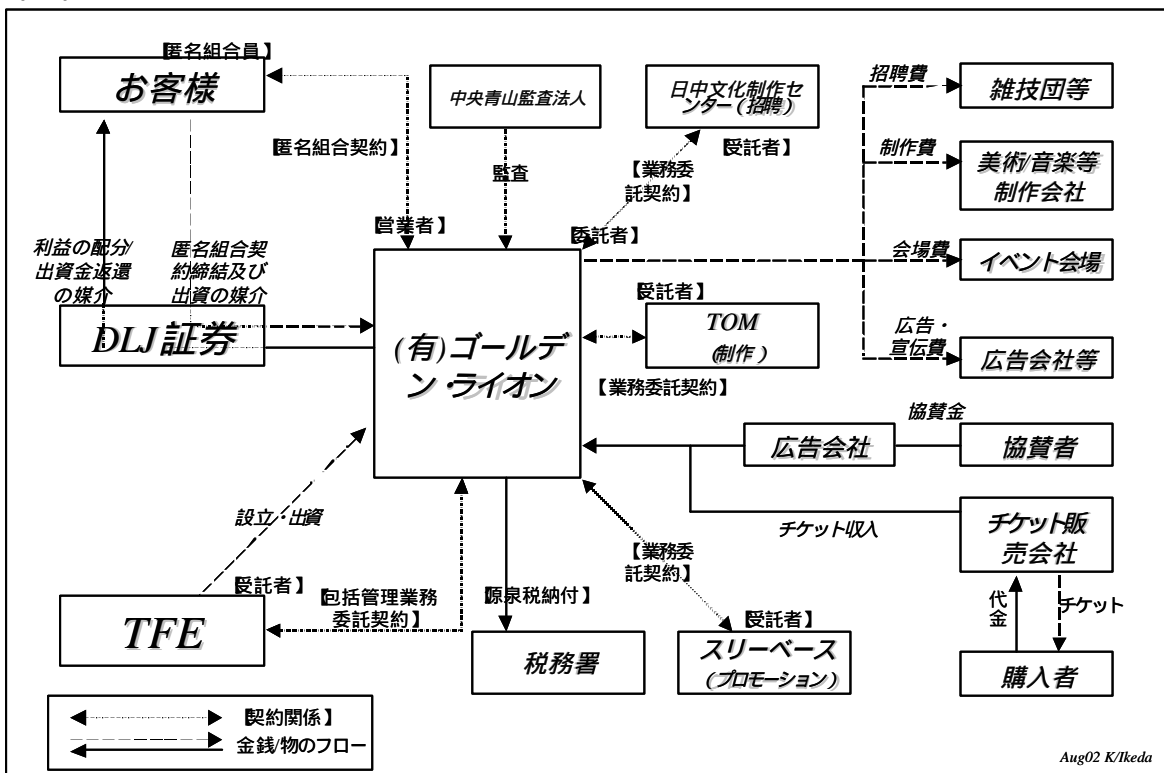 【匿名組合員】
お客様
中央青山監査法人
日中文化制作セ
ンター(招聘)
招聘費
雑技団等
【匿名組合契約】
監査
【受託者】
【業務委
託契約】
制作費
美術/音楽等
制作会社
【営業者】
【委託者】
利益の配分/
出資金返還
の媒介
匿名組合契
約締結及び
出資の媒介
会場費
イベント会場
DLJ証券
(有)ゴールデ
ン・ライオン
【受託者】
TOM
(制作)
【業務委託契約】
広告・
宣伝費
広告会社等
協賛金
広告会社
協賛者
設立・出資
【業務委
託契約】
チケット収入
チケット販
売会社
【受託者】
TFE
【包括管理業務
委託契約】
源泉税納付】
税務署
【受託者】
スリーベース
(プロモーション)
代金
チケット
購入者
【契約関係】
金銭/物のフロー
Aug02 K/Ikeda